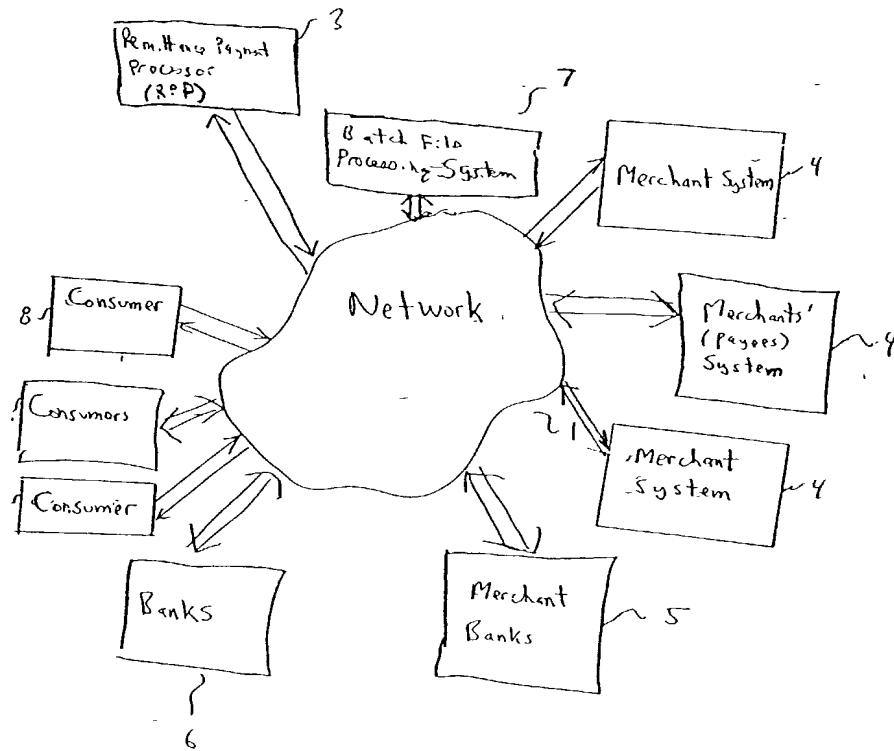 3
Remittance Payment
Processor
(RPP)
7
Batch File
Processing System
Merchant System
4
Network
8
Consumer
Merchants'
(Payees)
System
4
Consumers
21
Merchant
System
4
Consumer
Banks
Merchant
Banks
5
6